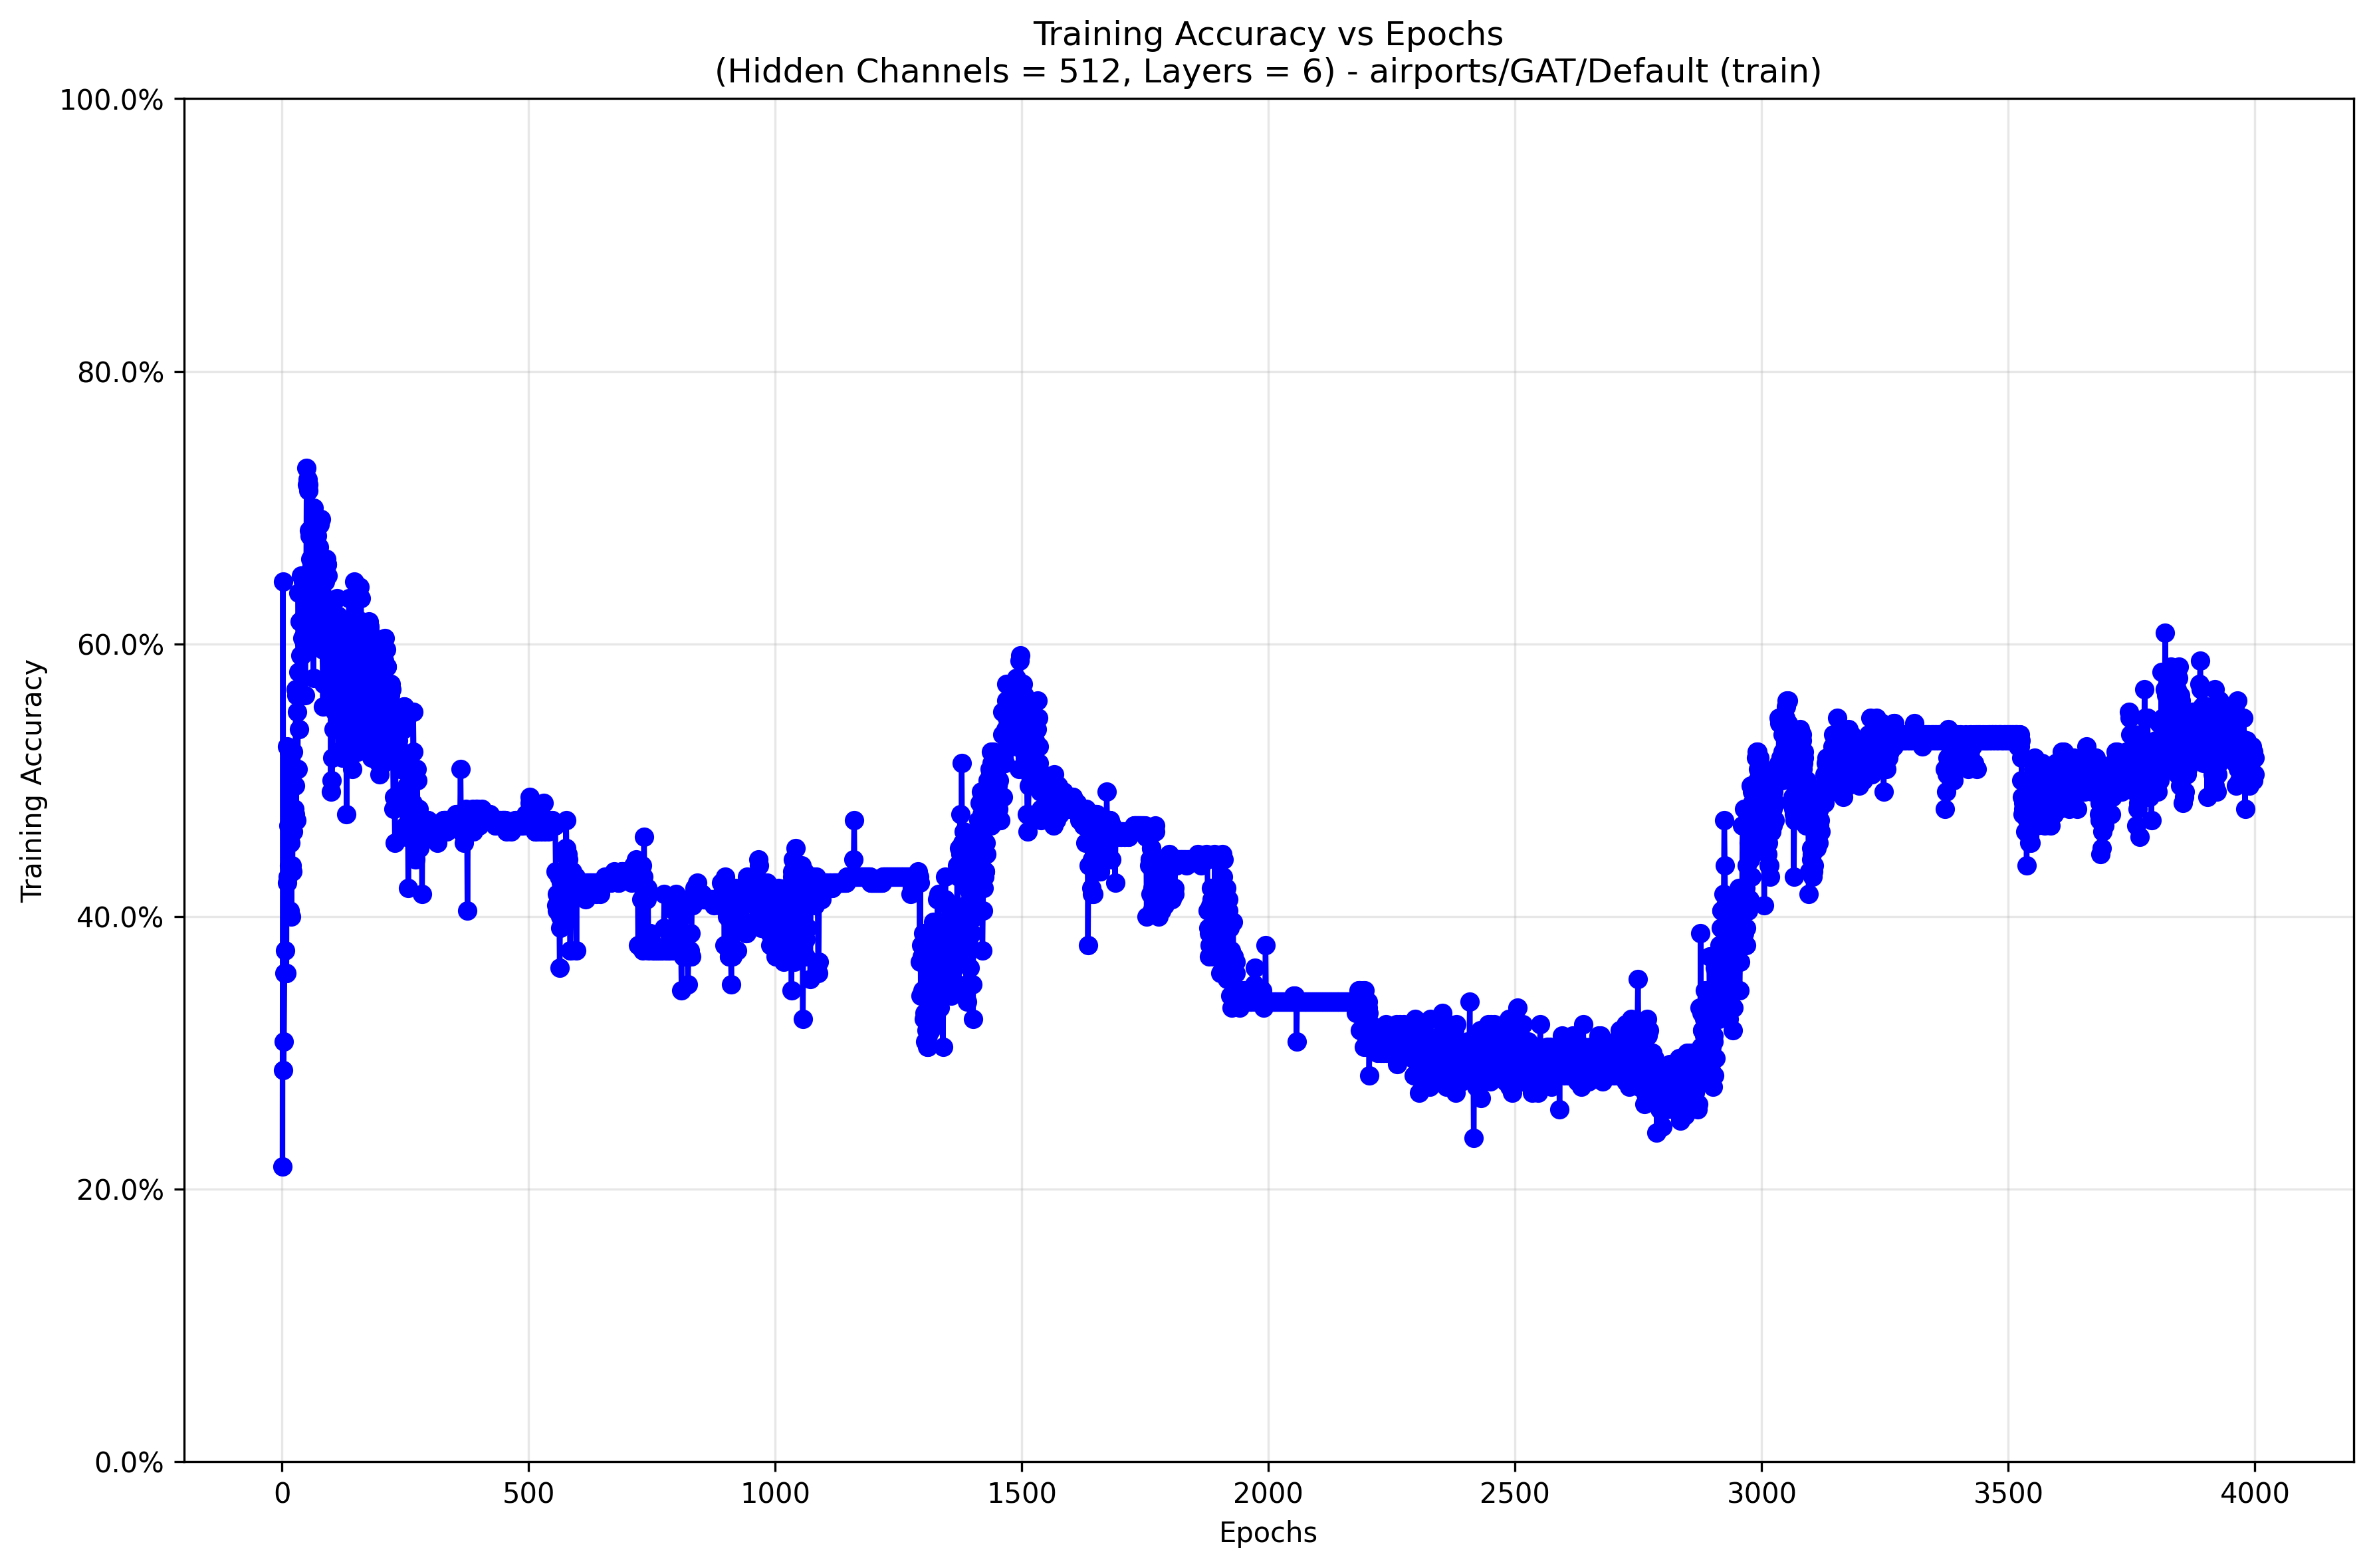 Training Accuracy vs Epochs
(Hidden Channels = 512, Layers = 6) - airports/GAT/Default (train)
100.0%
80.0%
60.0%
40.0%
20.0%
0.0%
Training Accuracy
0 500 1000 1500 2000 2500 3000 3500 4000
Epochs